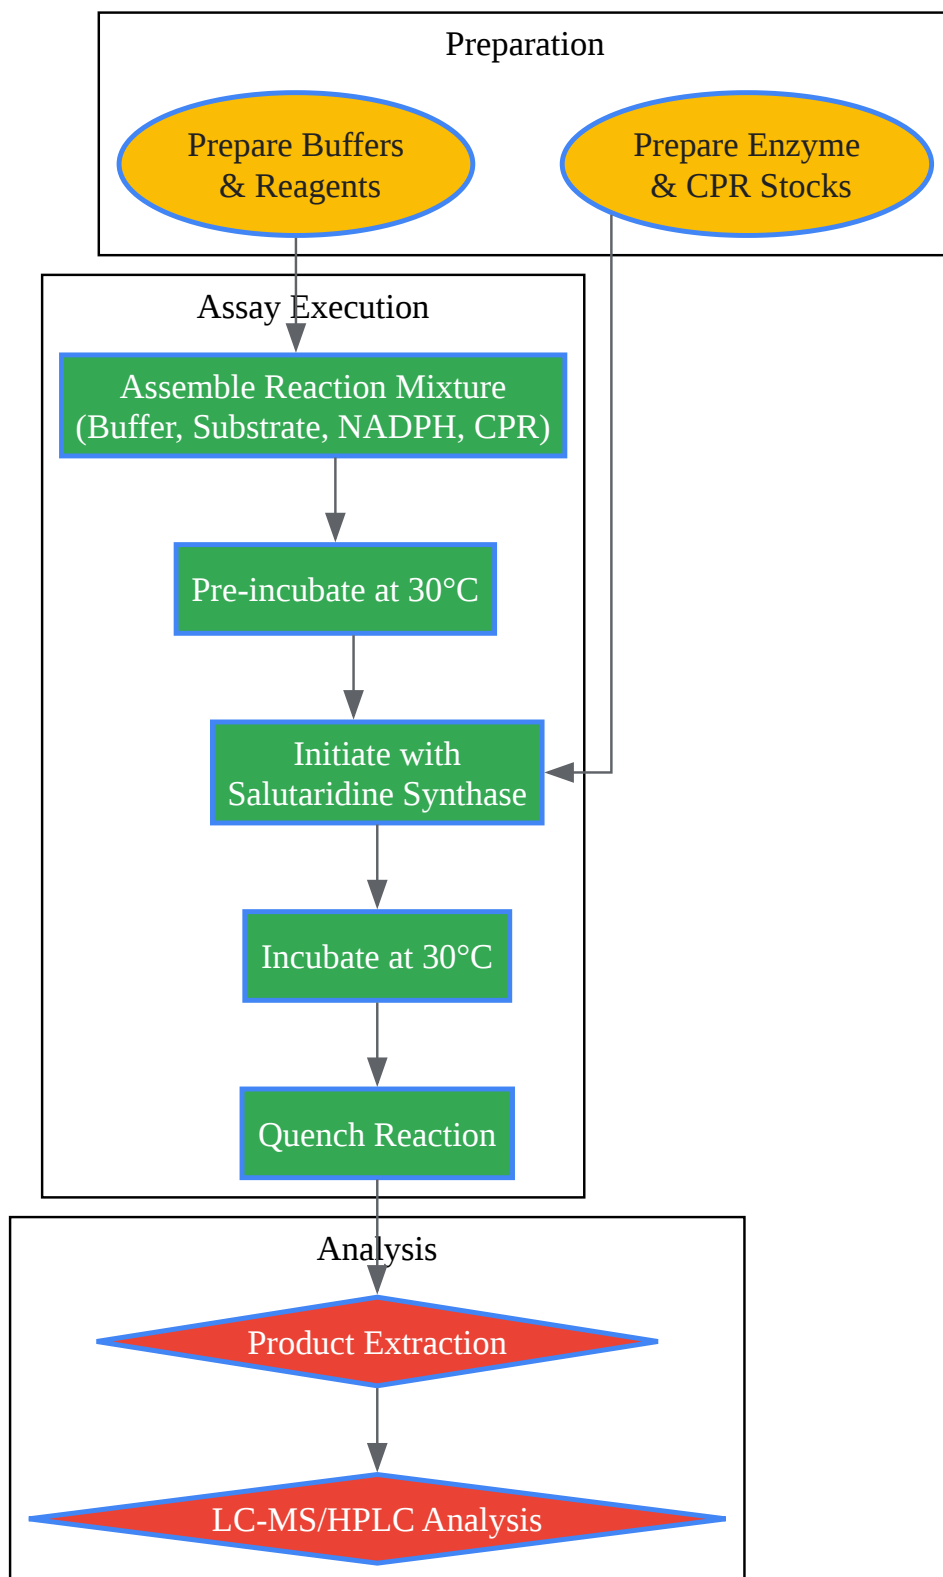 Preparation
Prepare Buffers
& Reagents
Prepare Enzyme
& CPR Stocks
Assay Execution
Assemble Reaction Mixture
(Buffer, Substrate, NADPH, CPR)
Pre-incubate at 30°C
Initiate with
Salutaridine Synthase
Incubate at 30°C
Quench Reaction
Analysis
Product Extraction
LC-MS/HPLC Analysis